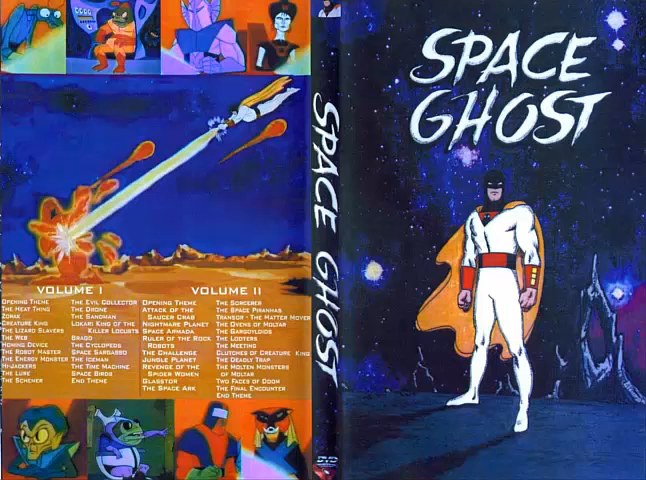 VOLUME I
OPENING THEME
THE HEAT THING
ZORAK
CREATURE KING
THE LIZARD SLAVERS
THE WEB
HOMING DEVICE
THE ROBOT MASTER
THE ENERGY MONSTER
HI-JACKERS
THE LURE
THE SCHEMER
THE EVIL COLLECTOR
THE DRONE
THE SANDMAN
LOKARI KING OF THE
KILLER LOCUSTS
BRAGO
THE CYCLOPEDS
SPACE SARGASSO
THE ICEMAN
THE TIME MACHINE
SPACE BIRDS
END THEME
VOLUME II
OPENING THEME
ATTACK OF THE
SAUCER CRAB
NIGHTMARE PLANET
SPACE ARMADA
RULER OF THE ROCK
ROBOTS
THE CHALLENGE
JUNGLE PLANET
REVENGE OF THE
SPIDER WOMEN
GLASSTOR
THE SPACE ARK
THE SORCERER
THE SPACE PIRANHAS
TRANSOR - THE MATTER MOVER
THE OVENS OF MOLTAR
THE GARGOYLOIDS
THE LOOTERS
THE MEETING
CLUTCHES OF CREATURE KING
THE DEADLY TRAP
THE MOLTEN MONSTERS
OF MOLTAR
TWO FACES OF DOOM
THE FINAL ENCOUNTER
END THEME
SPACE GHOST
DVD
SPACE
GHOST